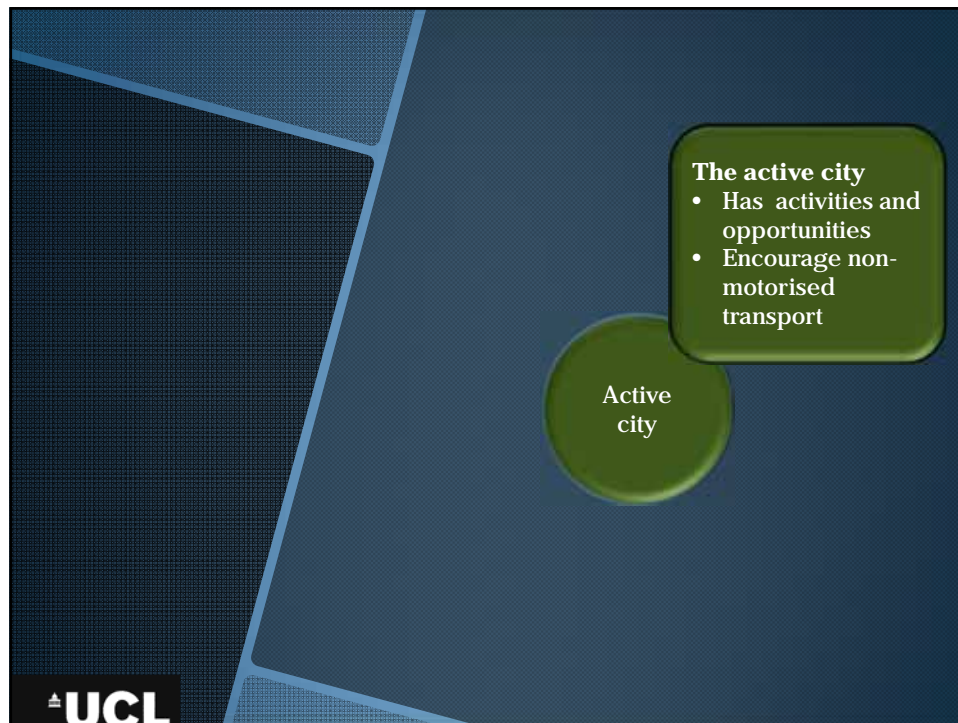 The active city
• Has activities and
opportunities
• Encourage non-
motorised
transport
Active
city
UCL